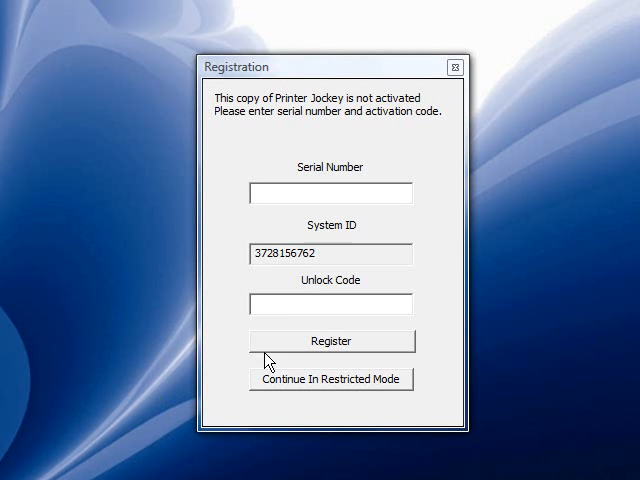 Registration
This copy of Printer Jockey is not activated
Please enter serial number and activation code.
Serial Number
System ID
3728156762
Unlock Code
Register
Continue In Restricted Mode